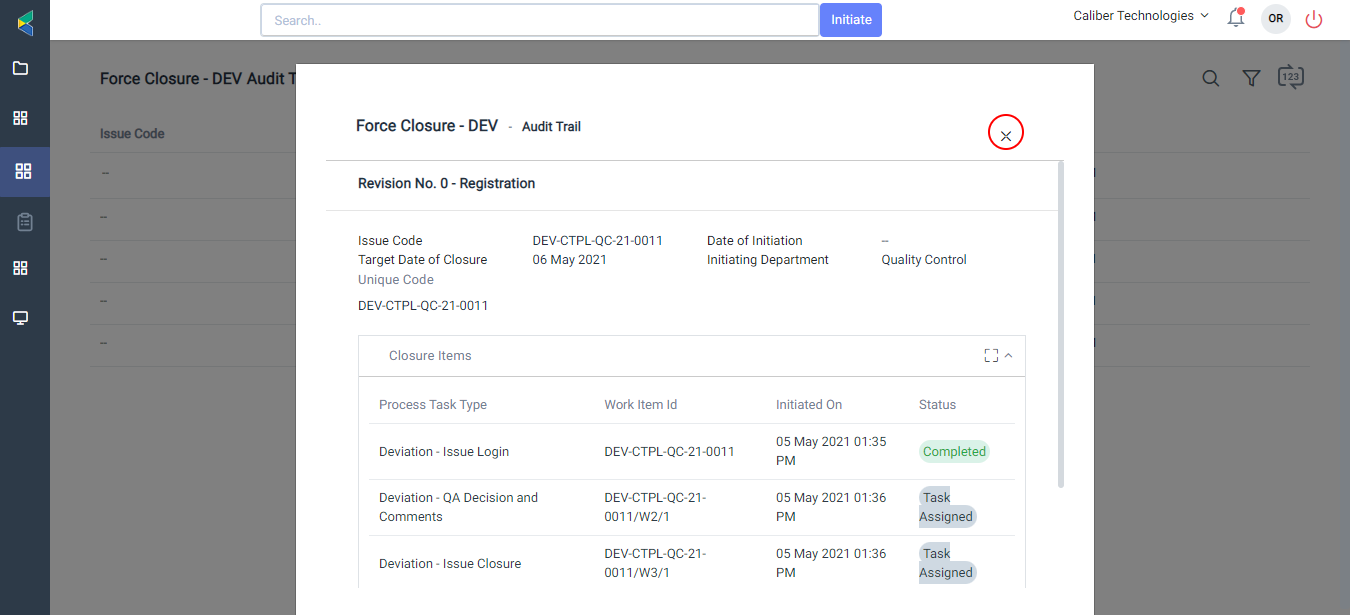 Search..
Initiate
Caliber Technologies
OR
Force Closure - DEV Audit T
123
Issue Code
--
--
--
--
--
Force Closure - DEV - Audit Trail
Revision No. 0 - Registration
Issue Code DEV-CTPL-QC-21-0011 Date of Initiation --
Target Date of Closure 06 May 2021 Initiating Department Quality Control
Unique Code
DEV-CTPL-QC-21-0011
Closure Items
Process Task Type Work Item Id Initiated On Status
Deviation - Issue Login DEV-CTPL-QC-21-0011 05 May 2021 01:35 PM Completed
Deviation - QA Decision and Comments DEV-CTPL-QC-21-0011/W2/1 05 May 2021 01:36 PM Task Assigned
Deviation - Issue Closure DEV-CTPL-QC-21-0011/W3/1 05 May 2021 01:36 PM Task Assigned